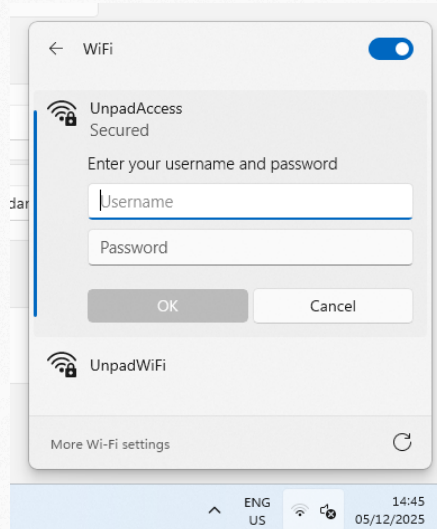 WiFi
UnpadAccess
Secured
Enter your username and password
Username
dar
Password
OK Cancel
UnpadWiFi
More Wi-Fi settings
ENG 14:45
US 05/12/2025